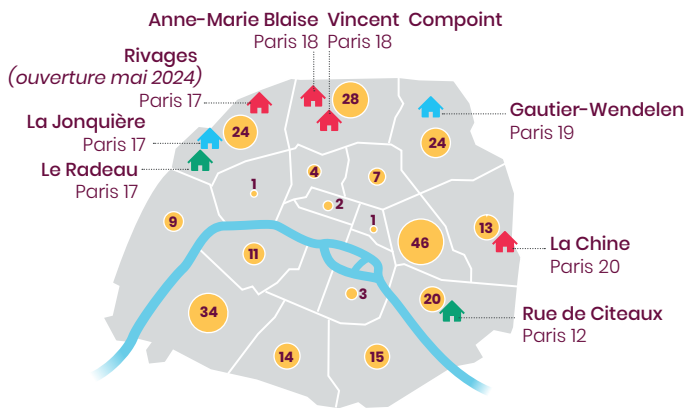 Anne-Marie Blaise
Paris 18
Vincent Compoint
Paris 18
Rivages
(ouverture mai 2024)
Paris 17
La Jonquière
Paris 17
Le Radeau
Paris 17
Gautier-Wendelen
Paris 19
La Chine
Paris 20
Rue de Citeaux
Paris 12
28
24
24
4
7
1
2
1
9
13
46
11
3
20
34
14
15